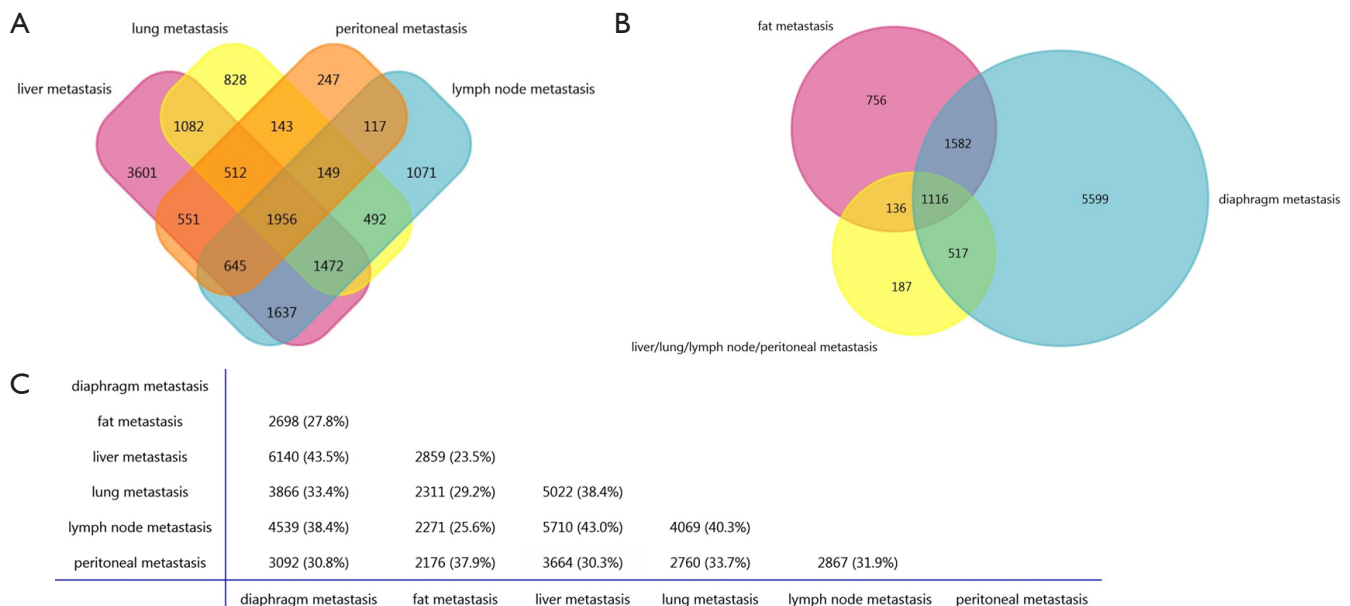 A
lung metastasis
peritoneal metastasis
liver metastasis
lymph node metastasis
828
247
1082
143
117
3601
512
149
1071
551
1956
492
645
1472
1637
B
fat metastasis
756
1582
136
1116
5599
diaphragm metastasis
517
187
liver/lung/lymph node/peritoneal metastasis
C
diaphragm metastasis
fat metastasis 2698 (27.8%)
liver metastasis 6140 (43.5%) 2859 (23.5%)
lung metastasis 3866 (33.4%) 2311 (29.2%) 5022 (38.4%)
lymph node metastasis 4539 (38.4%) 2271 (25.6%) 5710 (43.0%) 4069 (40.3%)
peritoneal metastasis 3092 (30.8%) 2176 (37.9%) 3664 (30.3%) 2760 (33.7%) 2867 (31.9%)
diaphragm metastasis fat metastasis liver metastasis lung metastasis lymph node metastasis peritoneal metastasis